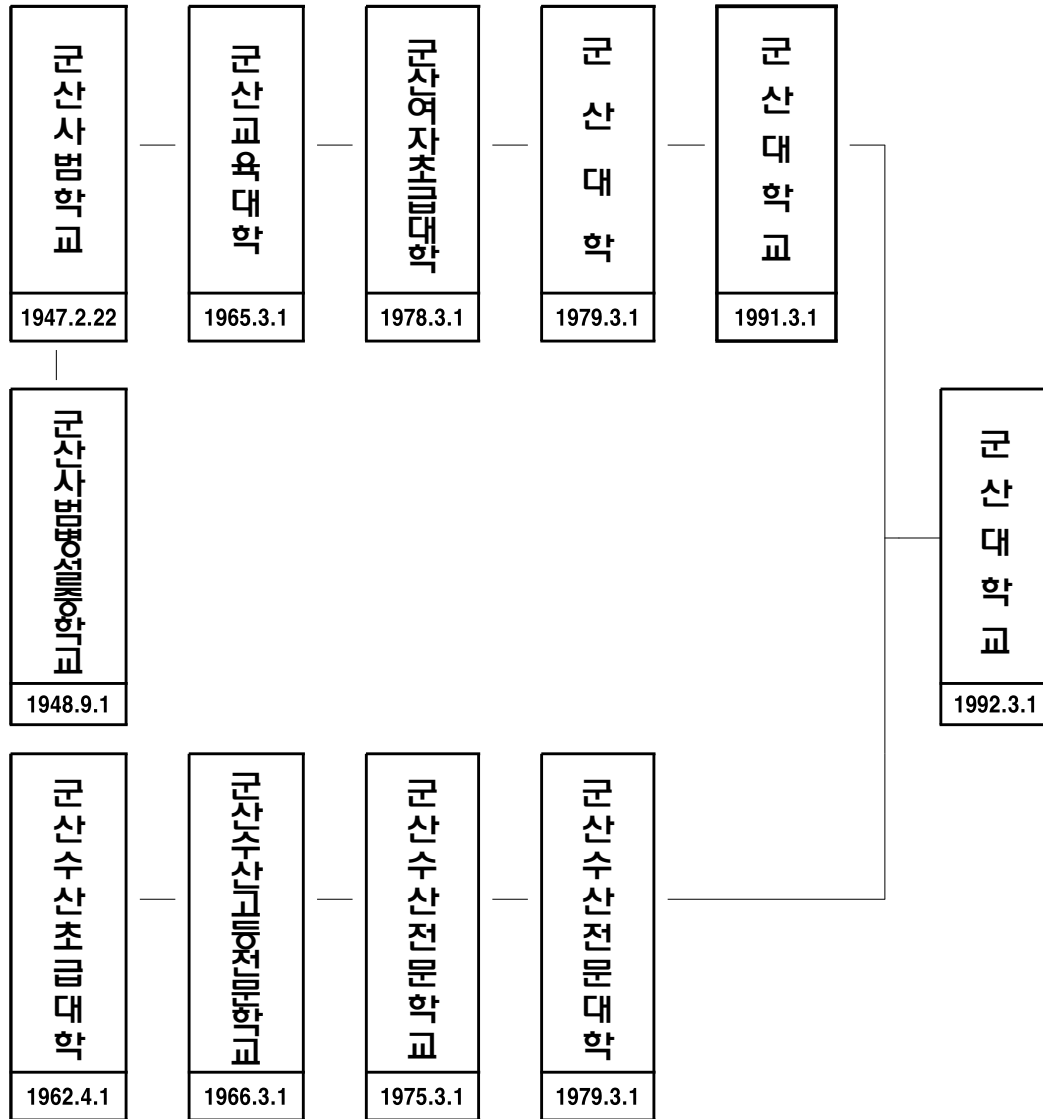 군산사범학교
1947.2.22
군산교육대학
1965.3.1
군산여자초급대학
1978.3.1
군산대학
1979.3.1
군산대학교
1991.3.1
군산사범병설중학교
1948.9.1
군산대학교
1992.3.1
군산수산초급대학
1962.4.1
군산수산고등전문학교
1966.3.1
군산수산전문학교
1975.3.1
군산수산전문대학
1979.3.1